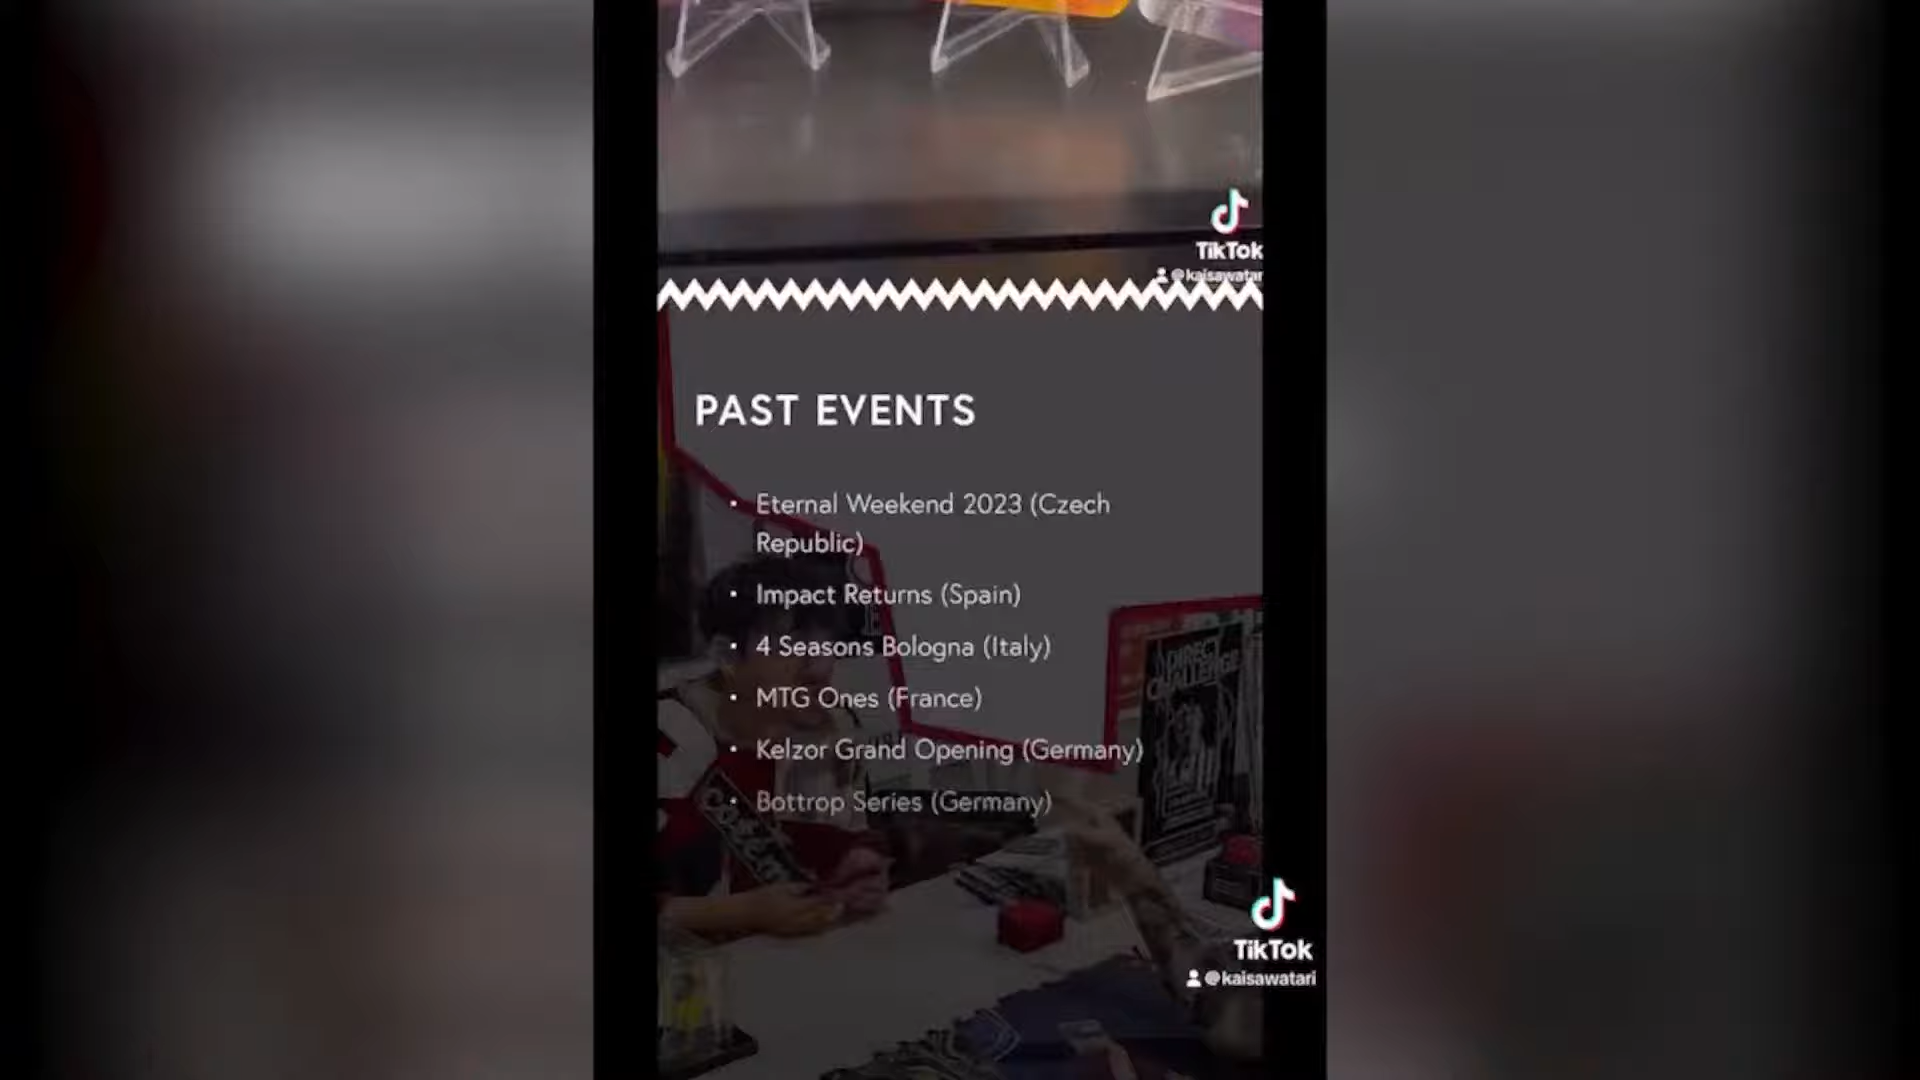 TikTok
@kaisawatar
PAST EVENTS
• Eternal Weekend 2023 (Czech
Republic)
• Impact Returns (Spain)
• 4 Seasons Bologna (Italy)
• MTG Ones (France)
• Kelzor Grand Opening (Germany)
• Bottrop Series (Germany)
DIRECT
CHALLENGE
TikTok
@kaisawatari